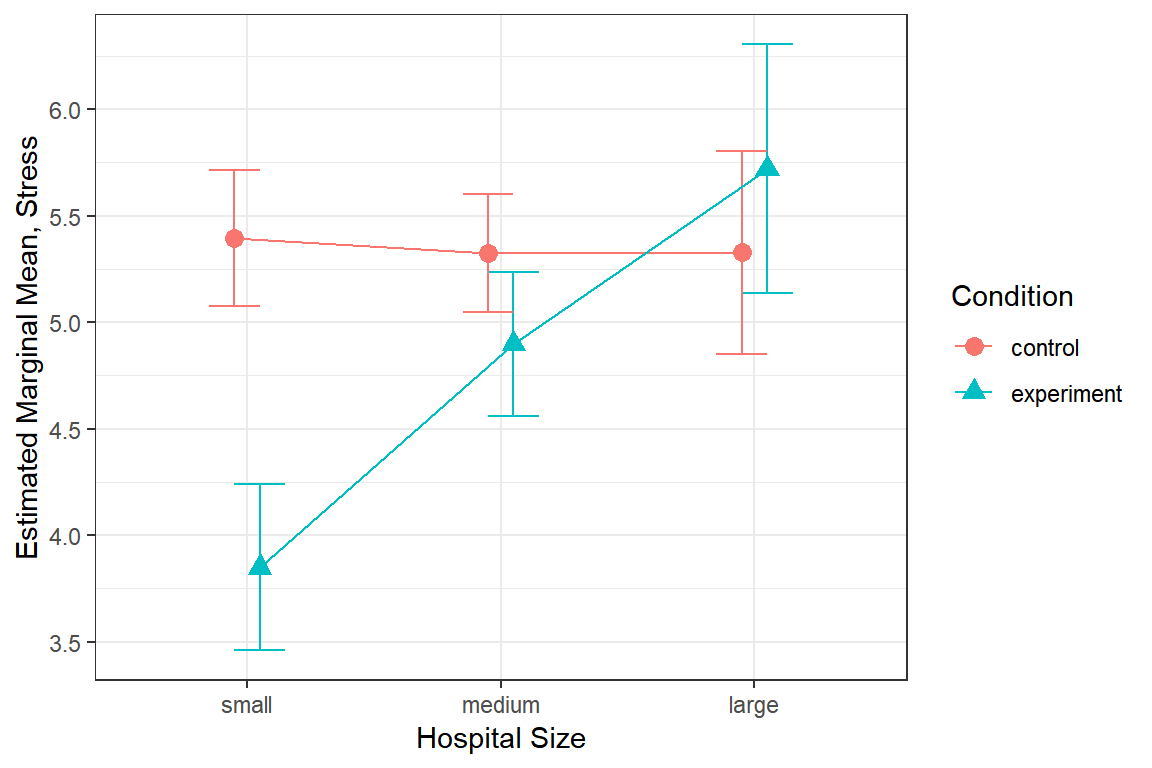 Estimated Marginal Mean, Stress
6.0
5.5
5.0
4.5
4.0
3.5
small medium large
Hospital Size
Condition
control
experiment